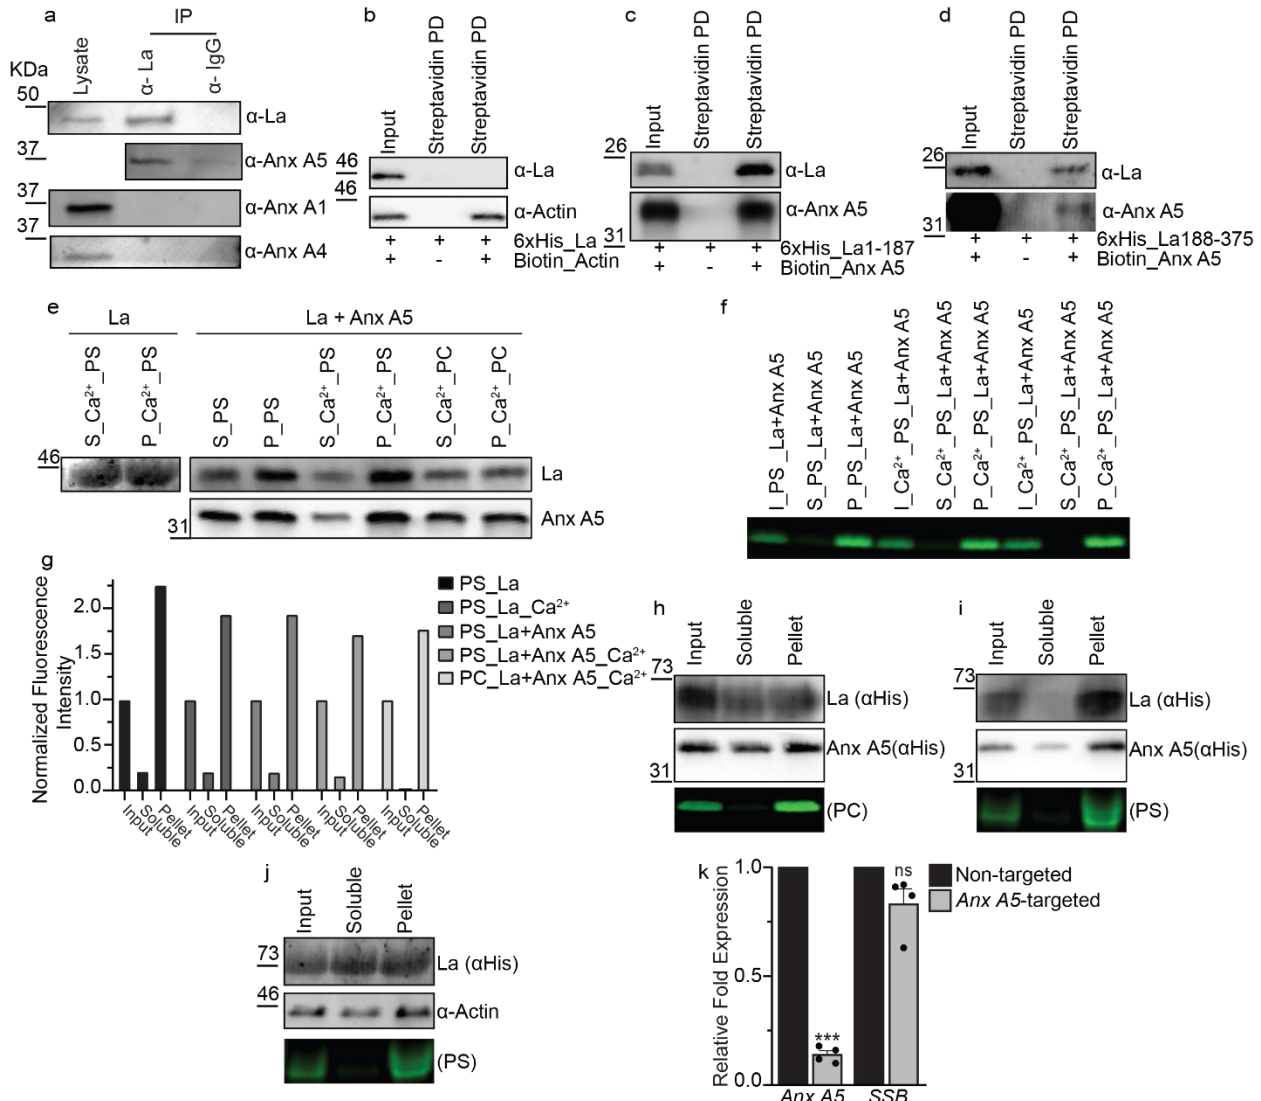 a
IP
KDa
Lysate
α- La
α- IgG
50
α-La
37
α-Anx A5
37
α-Anx A1
37
α-Anx A4
b
Input
Streptavidin PD
Streptavidin PD
46
α-La
46
α-Actin
+ + + 6xHis_La
+ - + Biotin_Actin
c
Input
Streptavidin PD
Streptavidin PD
26
α-La
α-Anx A5
31
+ + + 6xHis_La1-187
+ - + Biotin_Anx A5
d
Input
Streptavidin PD
Streptavidin PD
26
α-La
α-Anx A5
31
+ + + 6xHis_La188-375
+ - + Biotin_Anx A5
e
La
La + Anx A5
S_Ca²⁺_PS
P_Ca²⁺_PS
S_PS
P_PS
S_Ca²⁺_PS
P_Ca²⁺_PS
S_Ca²⁺_PC
P_Ca²⁺_PC
46
La
Anx A5
31
f
I_PS_La+Anx A5
S_PS_La+Anx A5
P_PS_La+Anx A5
I_Ca²⁺_PS_La+Anx A5
S_Ca²⁺_PS_La+Anx A5
P_Ca²⁺_PS_La+Anx A5
I_Ca²⁺_PS_La+Anx A5
S_Ca²⁺_PS_La+Anx A5
P_Ca²⁺_PS_La+Anx A5
g
Normalized Fluorescence
Intensity
2.0
1.5
1.0
0.5
0.0
Input
Soluble
Pellet
Input
Soluble
Pellet
Input
Soluble
Pellet
Input
Soluble
Pellet
Input
Soluble
Pellet
PS_La
PS_La_Ca²⁺
PS_La+Anx A5
PS_La+Anx A5_Ca²⁺
PC_La+Anx A5_Ca²⁺
h
Input
Soluble
Pellet
73
La (αHis)
Anx A5(αHis)
31
(PC)
i
Input
Soluble
Pellet
73
La (αHis)
Anx A5(αHis)
31
(PS)
j
Input
Soluble
Pellet
73
La (αHis)
46
α-Actin
(PS)
k
Relative Fold Expression
1.0
0.5
0.0
***
ns
Anx A5
SSB
Non-targeted
Anx A5-targeted